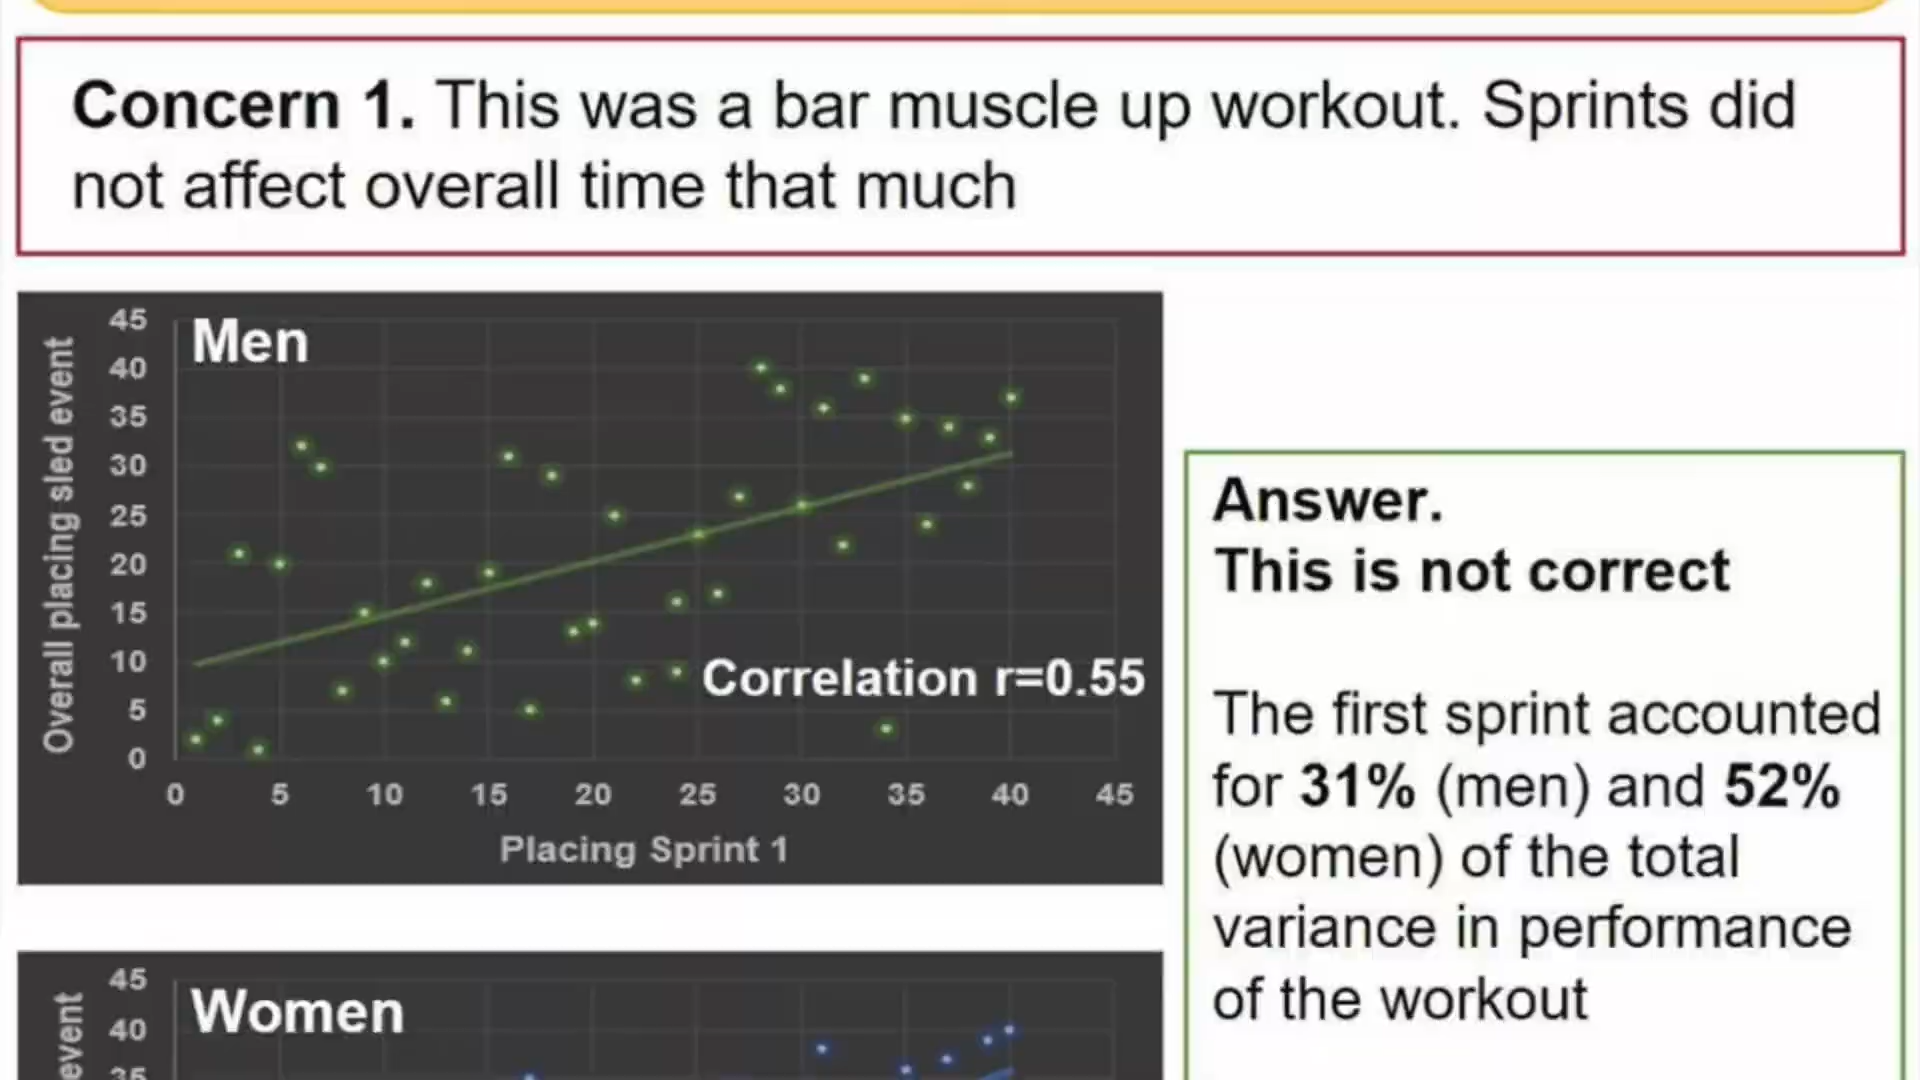 Concern 1. This was a bar muscle up workout. Sprints did
not affect overall time that much
Men
Overall placing sled event
45
40
35
30
25
20
15
10
5
0
Correlation r=0.55
0 5 10 15 20 25 30 35 40 45
Placing Sprint 1
Answer.
This is not correct
The first sprint accounted
for 31% (men) and 52%
(women) of the total
variance in performance
of the workout
Women
event
45
40
35